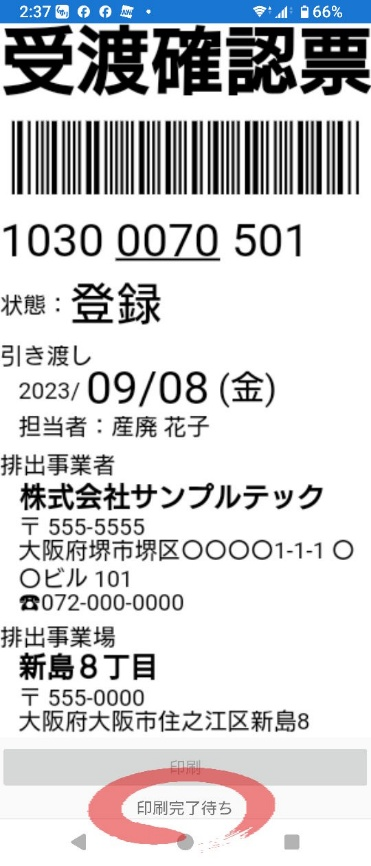 2:37 66%
受渡確認票
1030 0070 501
状態：登録
引き渡し
2023/ 09/08 (金)
担当者：産廃 花子
排出事業者
株式会社サンプルテック
〒 555-5555
大阪府堺市堺区〇〇〇〇1-1-1 〇
〇ビル 101
☎072-000-0000
排出事業場
新島８丁目
〒 555-0000
大阪府大阪市住之江区新島8
印刷
印刷完了待ち